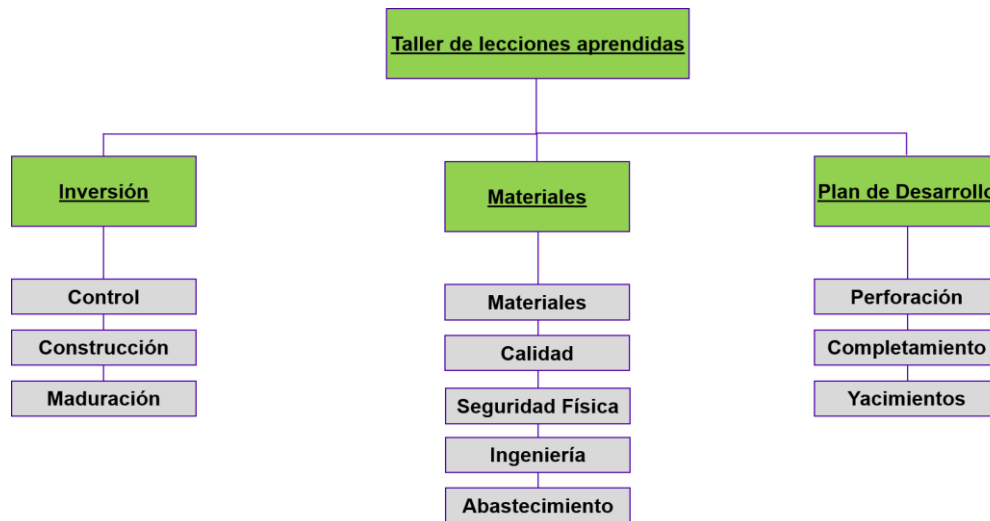 Taller de lecciones aprendidas
Inversión
Materiales
Plan de Desarrollo
Control
Construcción
Maduración
Materiales
Calidad
Seguridad Física
Ingeniería
Abastecimiento
Perforación
Completamiento
Yacimientos